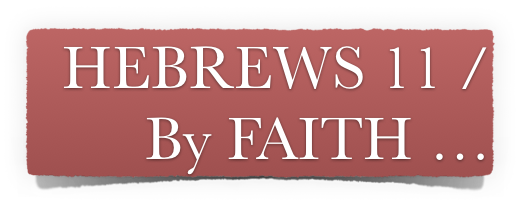 HEBREWS 11 /
By FAITH …